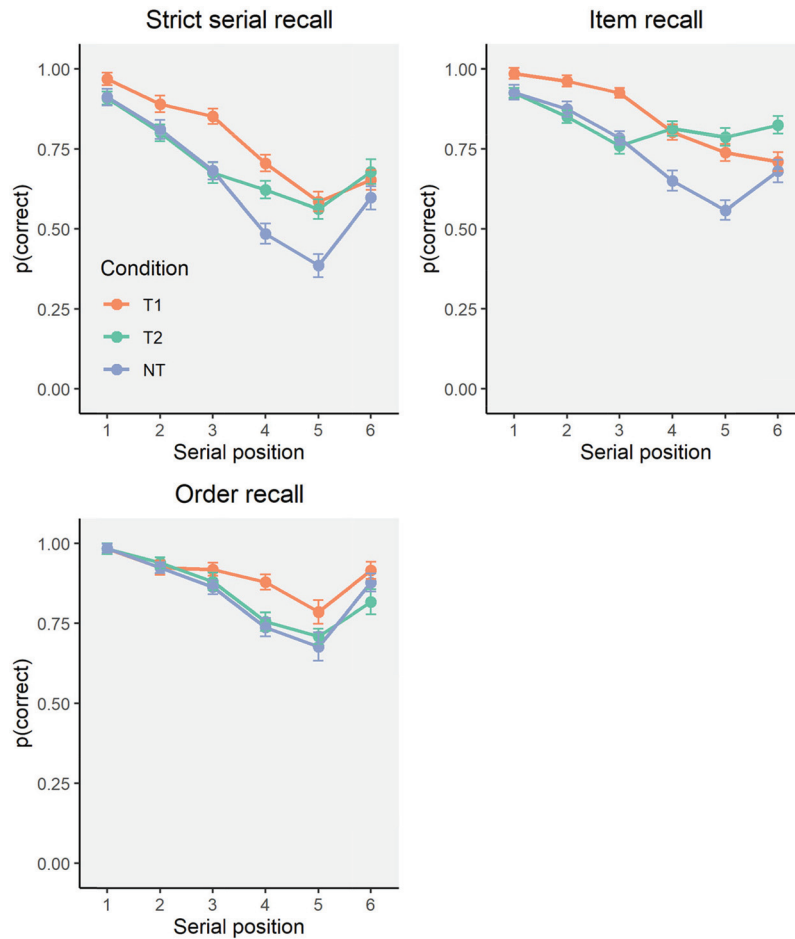 Strict serial recall
1.00
0.75
0.50
0.25
0.00
p(correct)
Condition
T1
T2
NT
1 2 3 4 5 6
Serial position
Item recall
1.00
0.75
0.50
0.25
0.00
p(correct)
1 2 3 4 5 6
Serial position
Order recall
1.00
0.75
0.50
0.25
0.00
p(correct)
1 2 3 4 5 6
Serial position